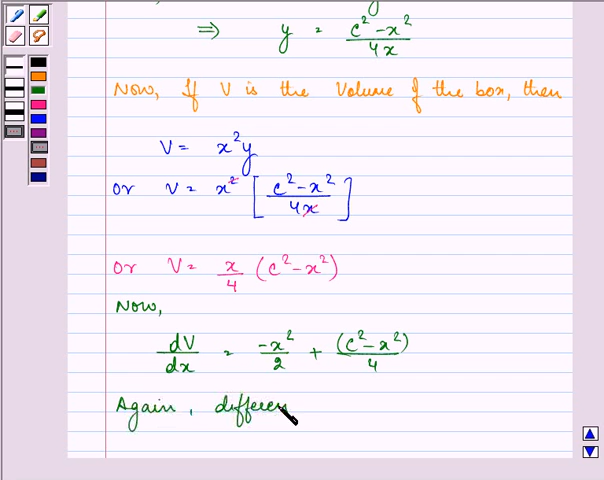 ⇒ y = c² - x² / 4x
Now, If V is the Volume of the box, then
V = x²y
or V = x² [ c² - x² / 4x ]
or V = x/4 (c² - x²)
Now,
dV/dx = -x²/2 + (c² - x²)/4
Again, differen